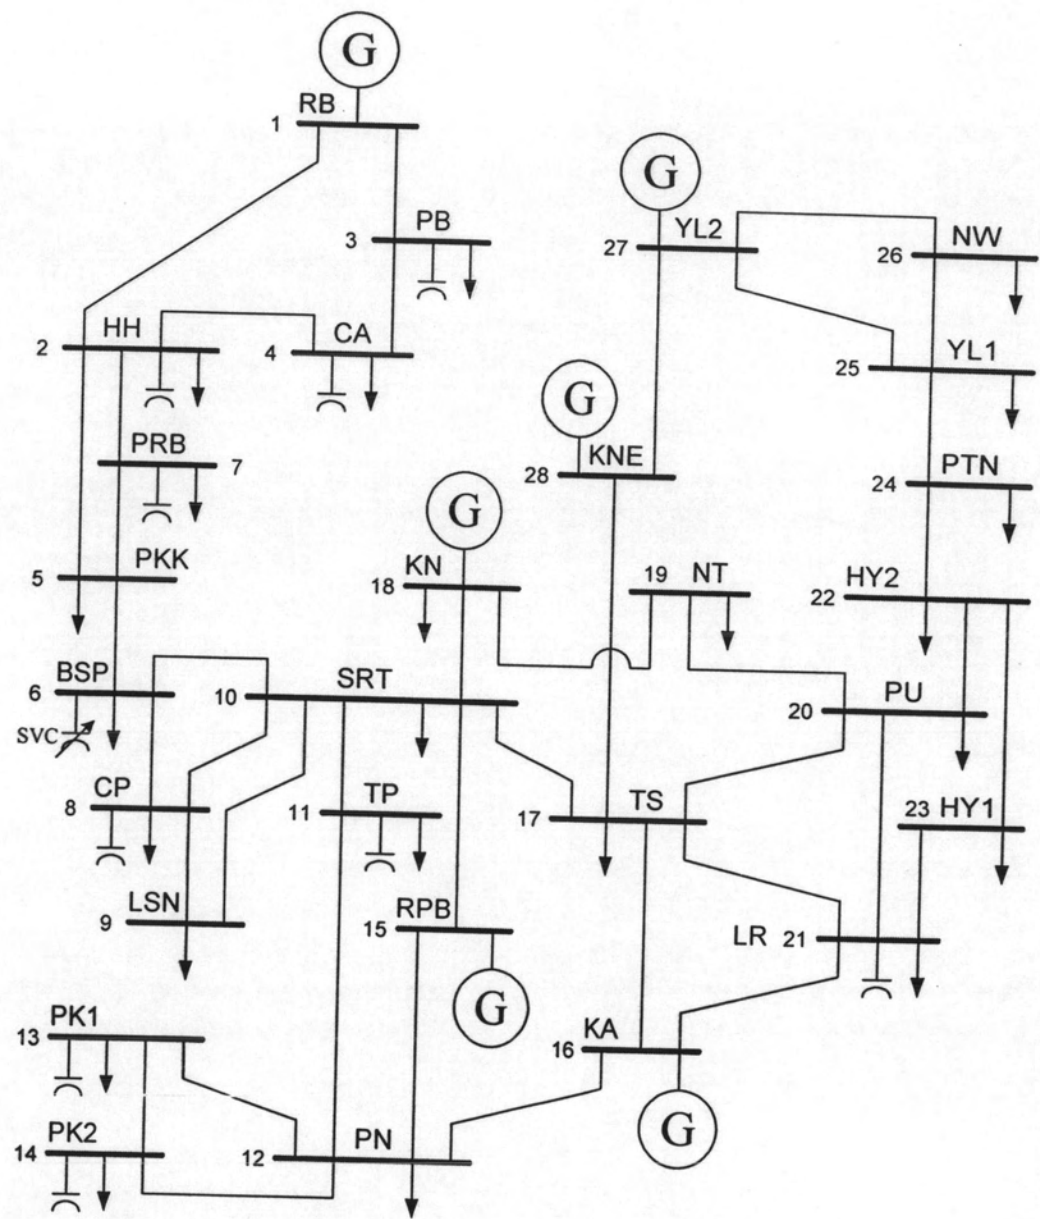 G
RB
1
G
PB
3
YL2
27
NW
26
HH
2
CA
4
YL1
25
G
PRB
7
KNE
28
PTN
24
G
PKK
5
KN
18
19 NT
HY2
22
BSP
6
SRT
10
PU
20
SVC
CP
8
TP
11
TS
17
23 HY1
LSN
9
RPB
15
LR 21
G
PK1
13
KA
16
PK2
14
PN
12
G